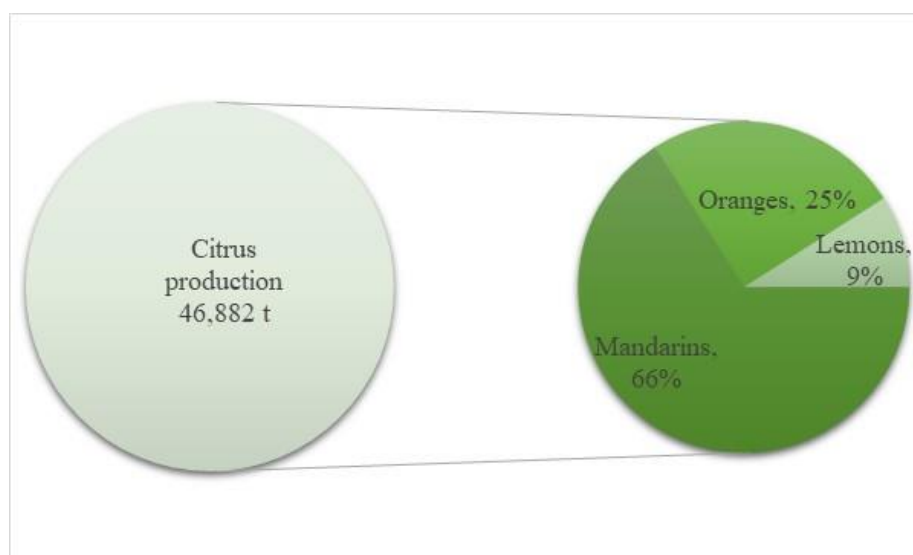 Citrus
production
46,882 t
Oranges, 25%
Lemons,
9%
Mandarins,
66%